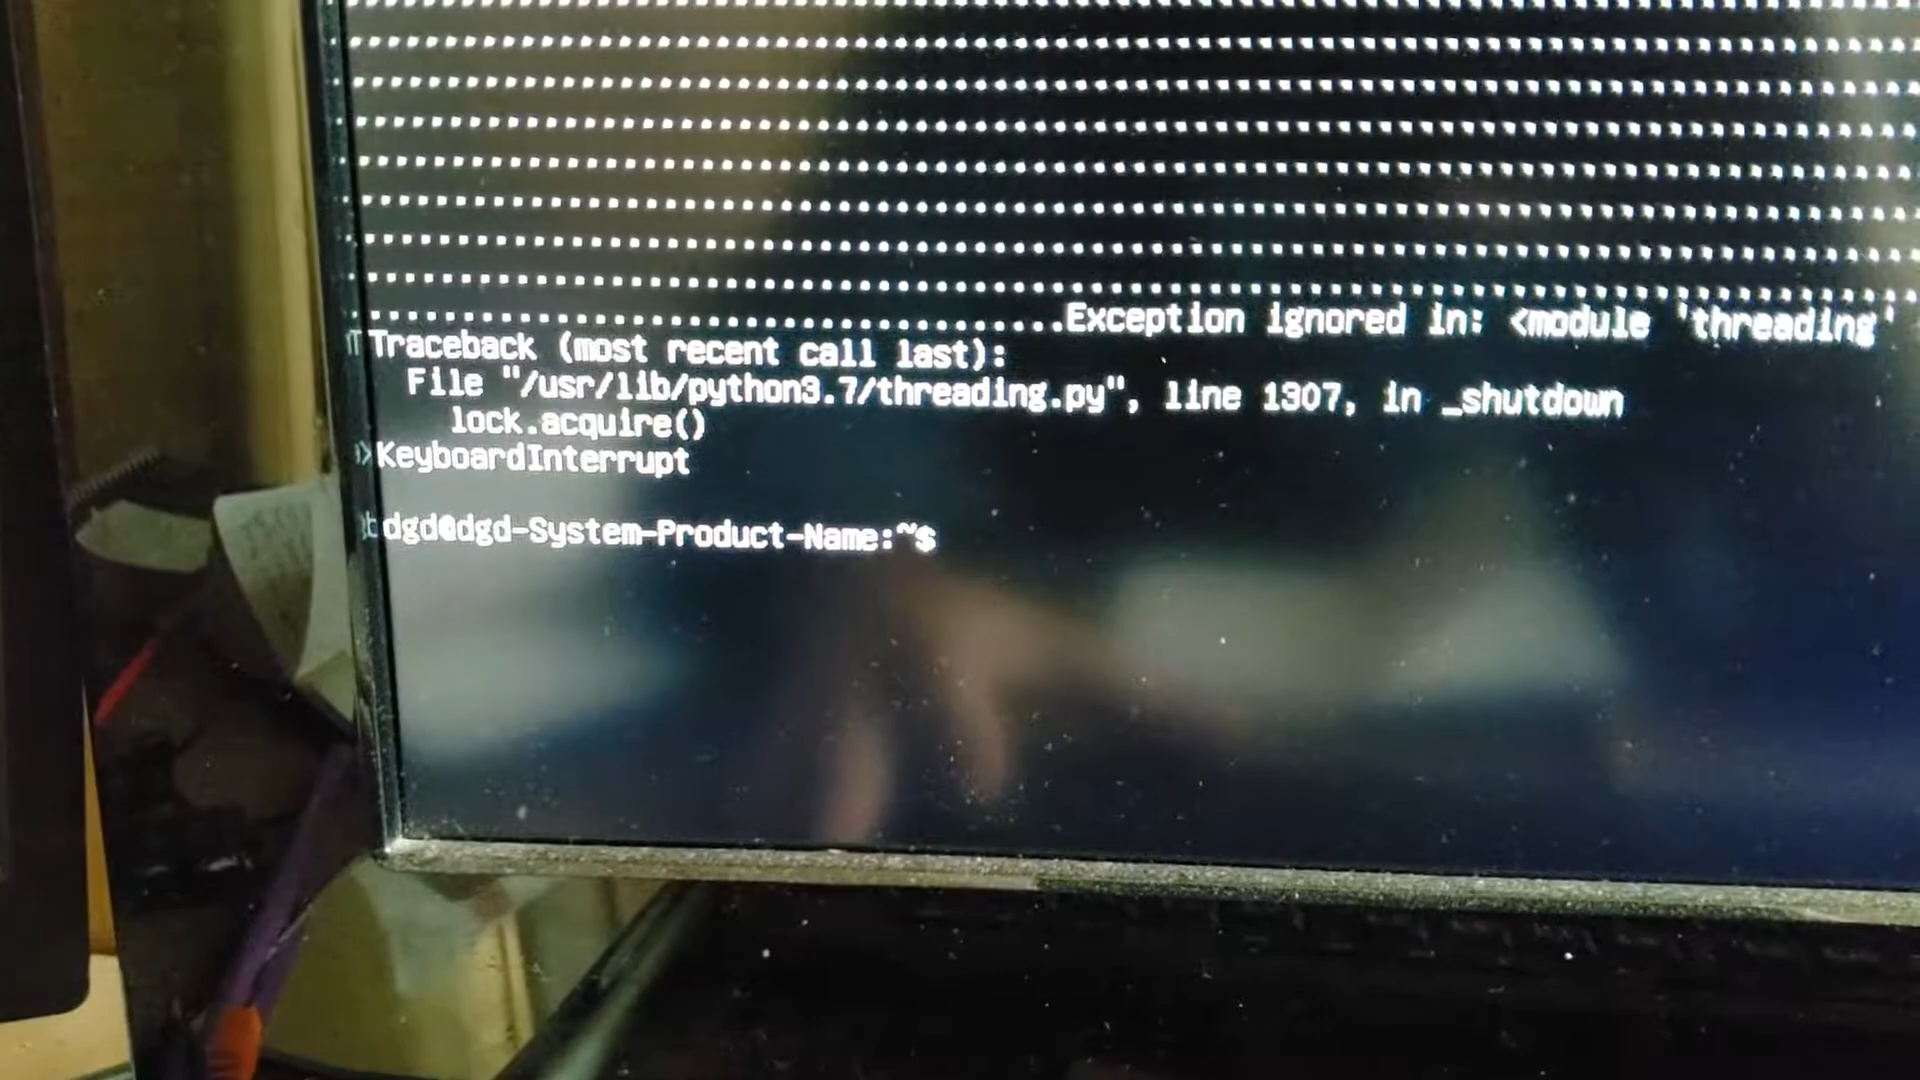 ....................................Exception ignored in: <module 'threading'
Traceback (most recent call last):
File "/usr/lib/python3.7/threading.py", line 1307, in _shutdown
lock.acquire()
KeyboardInterrupt
dgd@dgd-System-Product-Name:~$